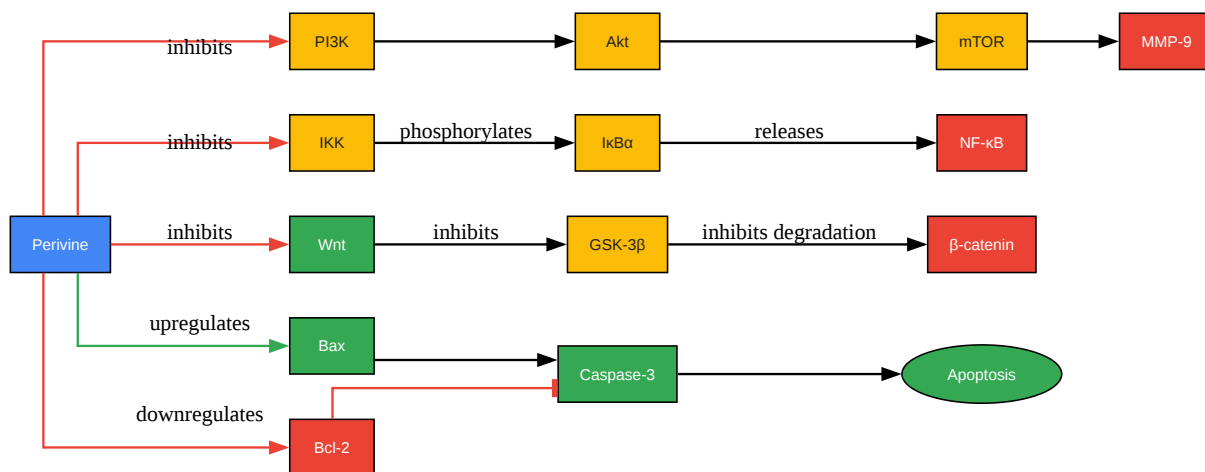 inhibits PI3K Akt mTOR MMP-9
inhibits IKK phosphorylates IκBα releases NF-κB
Perivine inhibits Wnt inhibits GSK-3β inhibits degradation β-catenin
upregulates Bax Caspase-3 Apoptosis
downregulates Bcl-2